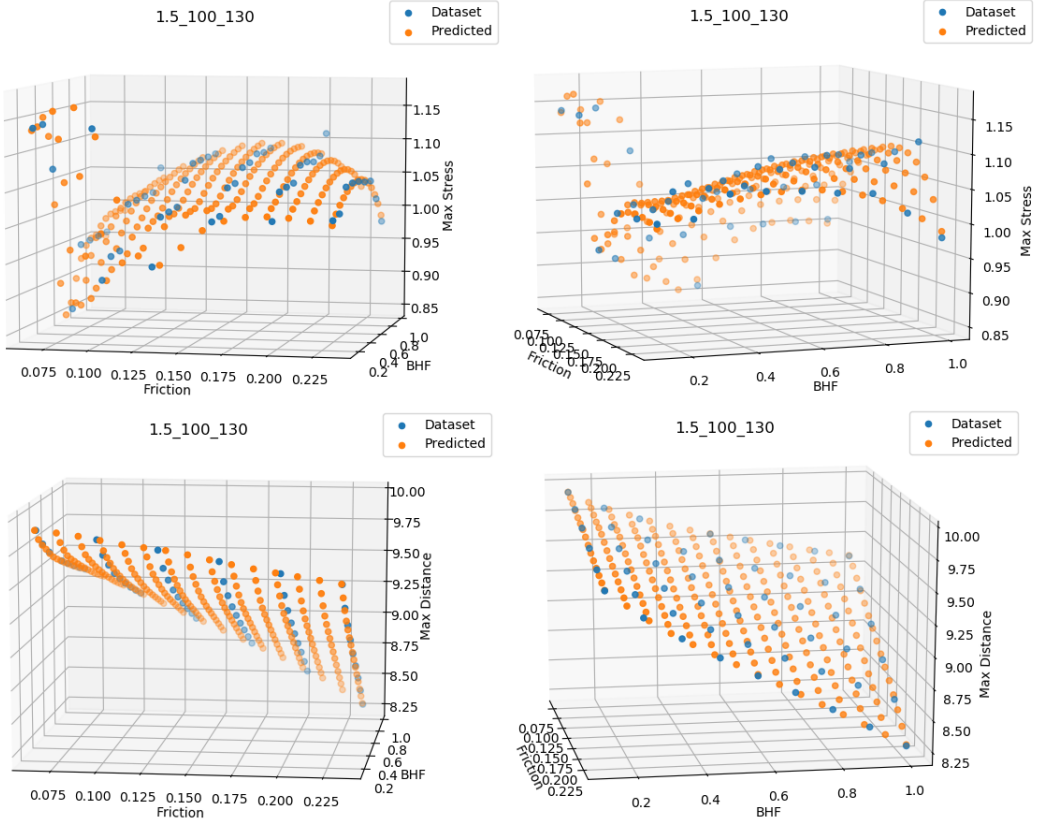 1.5_100_130
Dataset
Predicted
1.15
1.10
1.05
1.00
0.95
0.90
0.85
Max Stress
1.0
0.8
0.6
0.4
0.2
BHF
0.075 0.100 0.125 0.150 0.175 0.200 0.225
Friction
1.5_100_130
Dataset
Predicted
1.15
1.10
1.05
1.00
0.95
0.90
0.85
Max Stress
0.075
0.100
0.125
0.150
0.175
0.200
0.225
Friction
0.2 0.4 0.6 0.8 1.0
BHF
1.5_100_130
Dataset
Predicted
10.00
9.75
9.50
9.25
9.00
8.75
8.50
8.25
Max Distance
1.0
0.8
0.6
0.4
0.2
BHF
0.075 0.100 0.125 0.150 0.175 0.200 0.225
Friction
1.5_100_130
Dataset
Predicted
10.00
9.75
9.50
9.25
9.00
8.75
8.50
8.25
Max Distance
0.075
0.100
0.125
0.150
0.175
0.200
0.225
Friction
0.2 0.4 0.6 0.8 1.0
BHF